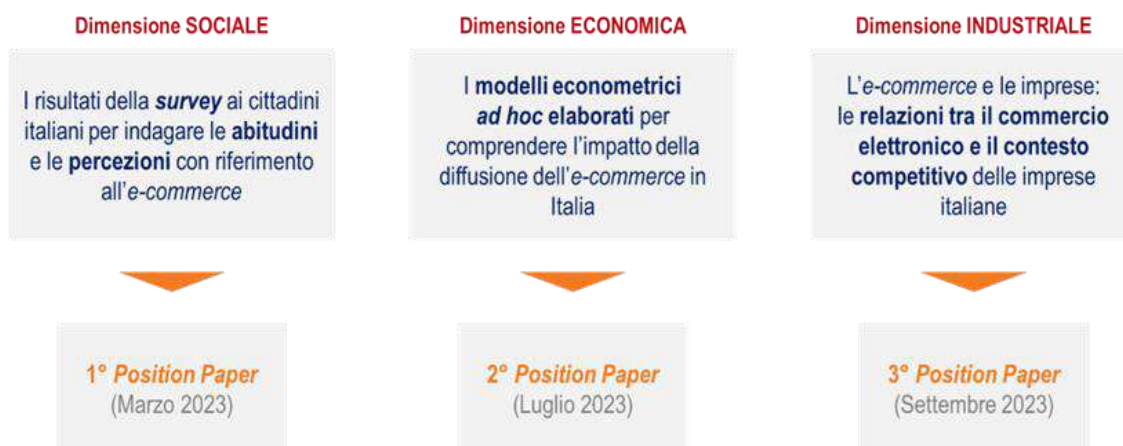 Dimensione SOCIALE
I risultati della survey ai cittadini
italiani per indagare le abitudini
e le percezioni con riferimento
all'e-commerce
1° Position Paper
(Marzo 2023)
Dimensione ECONOMICA
I modelli econometrici
ad hoc elaborati per
comprendere l'impatto della
diffusione dell'e-commerce in
Italia
2° Position Paper
(Luglio 2023)
Dimensione INDUSTRIALE
L'e-commerce e le imprese:
le relazioni tra il commercio
elettronico e il contesto
competitivo delle imprese
italiane
3° Position Paper
(Settembre 2023)